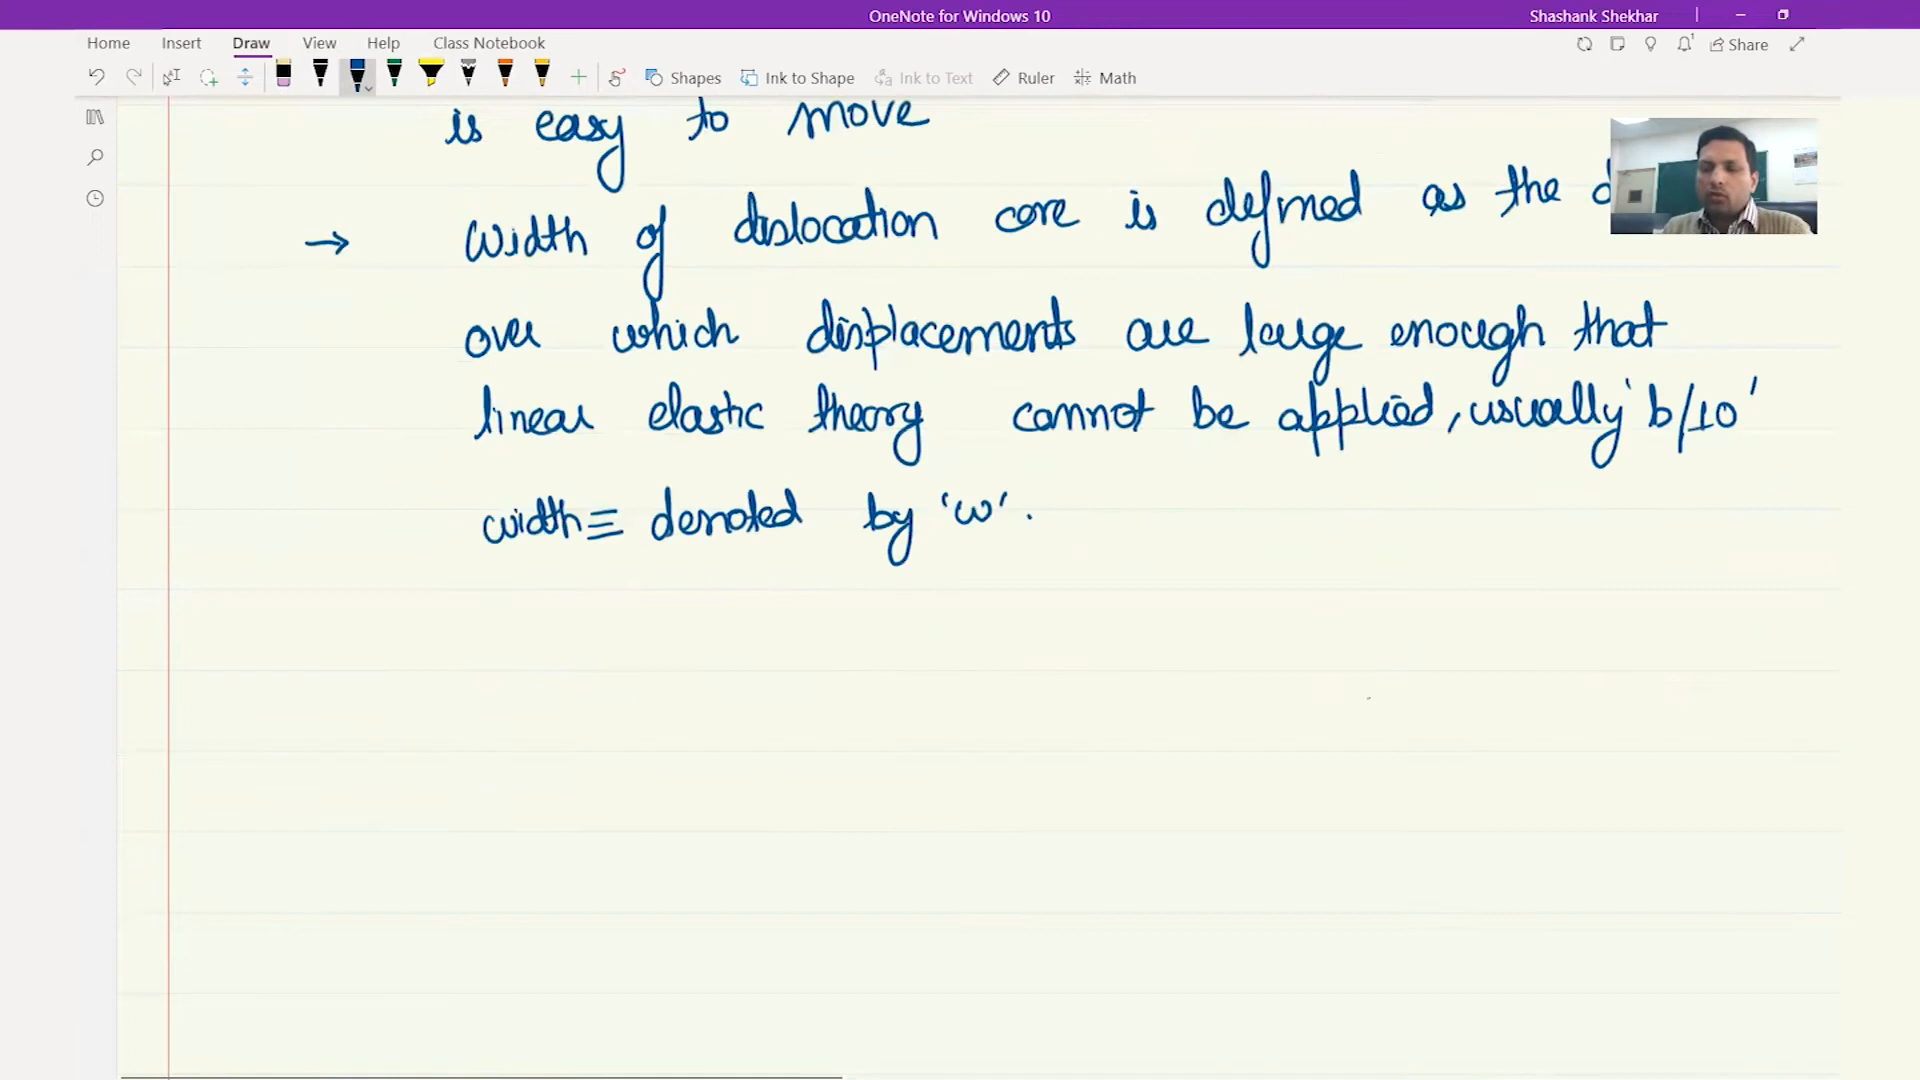 OneNote for Windows 10
Shashank Shekhar
Home Insert Draw View Help Class Notebook
Share
Shapes Ink to Shape Ink to Text Ruler Math
is easy to move
→ Width of dislocation core is defined as the
over which displacements are large enough that
linear elastic theory cannot be applied, usually 'b/10'
width ≡ denoted by 'w'.